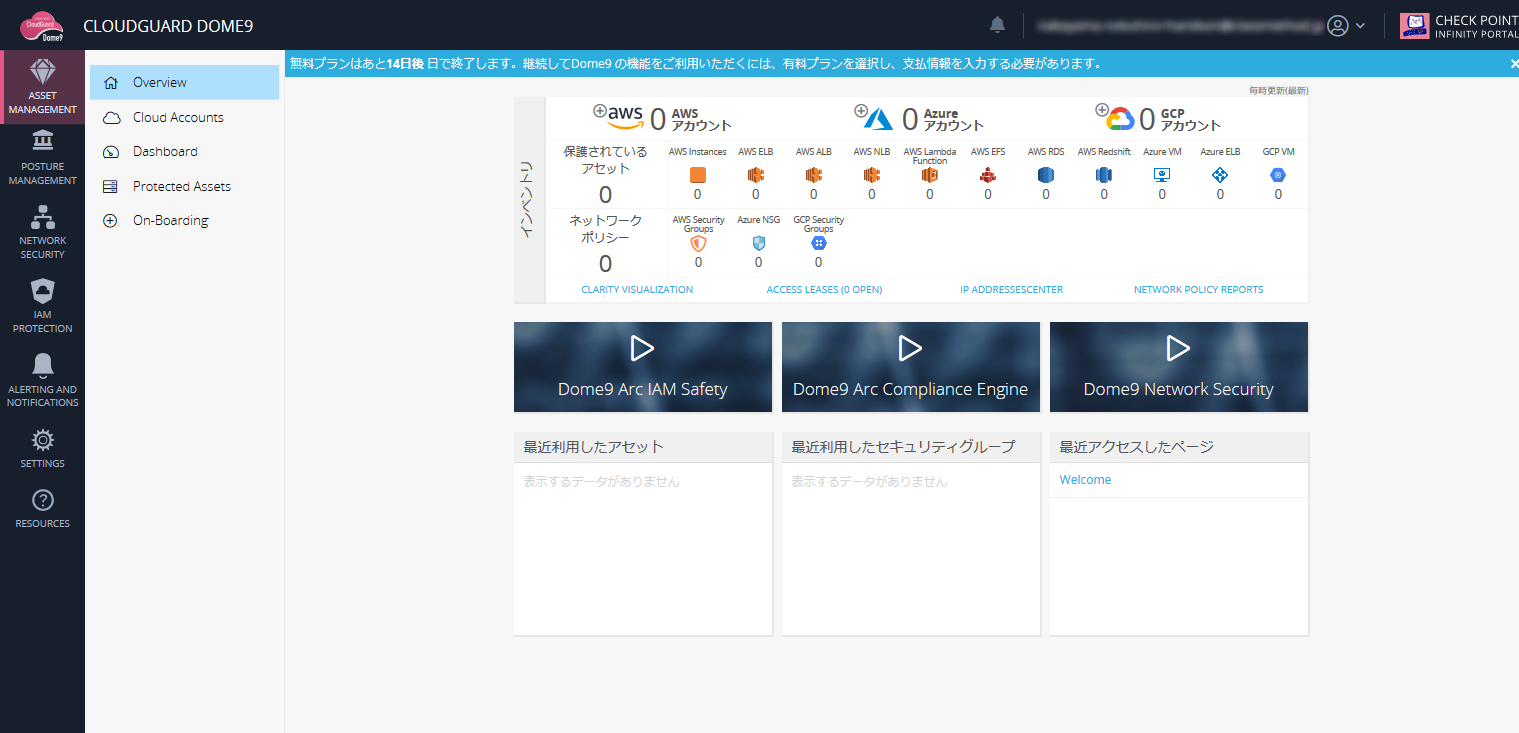 CloudGuard
Dome9
CLOUDGUARD DOME9
CHECK POINT
INFINITY PORTAL
ASSET
MANAGEMENT
POSTURE
MANAGEMENT
NETWORK
SECURITY
IAM
PROTECTION
ALERTING AND
NOTIFICATIONS
SETTINGS
RESOURCES
Overview
Cloud Accounts
Dashboard
Protected Assets
On-Boarding
無料プランはあと14日後 日で終了します。継続してDome9 の機能をご利用いただくには、有料プランを選択し、支払情報を入力する必要があります。
毎時更新(最新)
インベントリ
aws 0 AWS アカウント
0 Azure アカウント
0 GCP アカウント
保護されている
アセット
0
AWS Instances
0
AWS ELB
0
AWS ALB
0
AWS NLB
0
AWS Lambda
Function
0
AWS EFS
0
AWS RDS
0
AWS Redshift
0
Azure VM
0
Azure ELB
0
GCP VM
0
ネットワーク
ポリシー
0
AWS Security
Groups
0
Azure NSG
0
GCP Security
Groups
0
CLARITY VISUALIZATION
ACCESS LEASES (0 OPEN)
IP ADDRESSESCENTER
NETWORK POLICY REPORTS
Dome9 Arc IAM Safety
Dome9 Arc Compliance Engine
Dome9 Network Security
最近利用したアセット
表示するデータがありません
最近利用したセキュリティグループ
表示するデータがありません
最近アクセスしたページ
Welcome